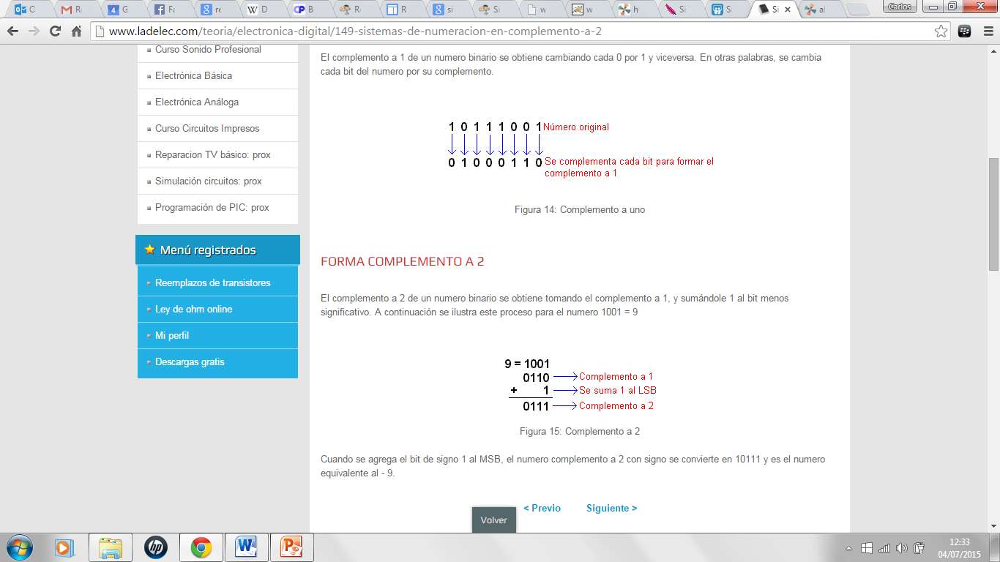 O
R
G
4
G
Fa
re
D
B
Ro
R
si
Si
w
w
h
Si
S
Si
al
Carlos
www.ladelec.com/teoria/electronica-digital/149-sistemas-de-numeracion-en-complemento-a-2
Curso Sonido Profesional
Electrónica Básica
Electrónica Análoga
Curso Circuitos Impresos
Reparacion TV básico: prox
Simulación circuitos: prox
Programación de PIC: prox
Menú registrados
Reemplazos de transistores
Ley de ohm online
Mi perfil
Descargas gratis
El complemento a 1 de un numero binario se obtiene cambiando cada 0 por 1 y viceversa. En otras palabras, se cambia
cada bit del numero por su complemento.
1 0 1 1 1 0 0 1 Número original
0 1 0 0 0 1 1 0 Se complementa cada bit para formar el
complemento a 1
Figura 14: Complemento a uno
FORMA COMPLEMENTO A 2
El complemento a 2 de un numero binario se obtiene tomando el complemento a 1, y sumándole 1 al bit menos
significativo. A continuación se ilustra este proceso para el numero 1001 = 9
9 = 1001
0110 Complemento a 1
+ 1 Se suma 1 al LSB
0111 Complemento a 2
Figura 15: Complemento a 2
Cuando se agrega el bit de signo 1 al MSB, el numero complemento a 2 con signo se convierte en 10111 y es el numero
equivalente al - 9.
< Previo Siguiente >
Volver
12:33
04/07/2015